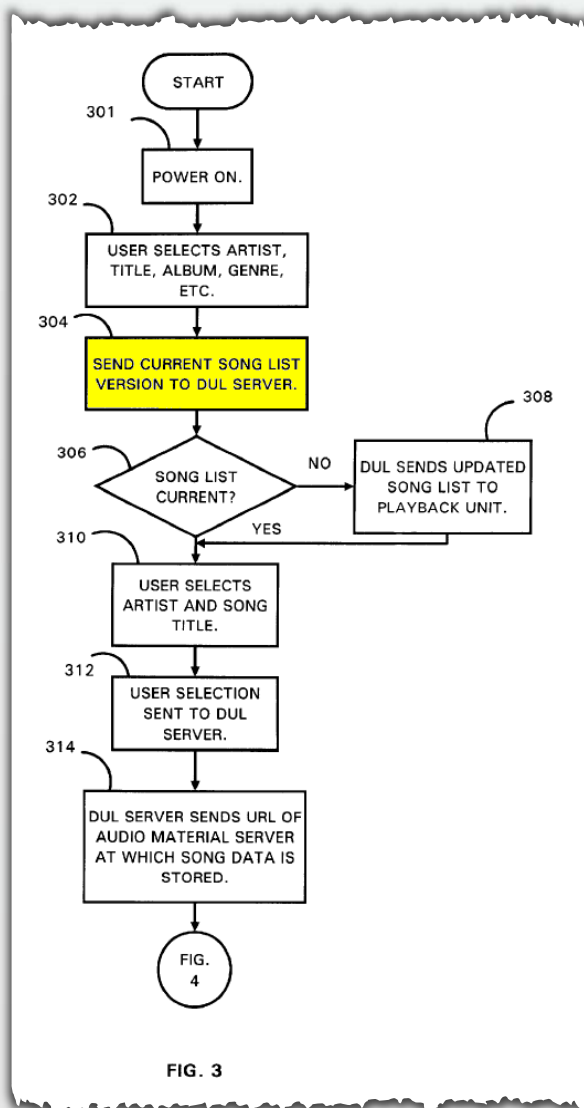 START
301
POWER ON.
302
USER SELECTS ARTIST,
TITLE, ALBUM, GENRE,
ETC.
304
SEND CURRENT SONG LIST
VERSION TO DUL SERVER.
306
SONG LIST
CURRENT?
NO
308
DUL SENDS UPDATED
SONG LIST TO
PLAYBACK UNIT.
YES
310
USER SELECTS
ARTIST AND SONG
TITLE.
312
USER SELECTION
SENT TO DUL
SERVER.
314
DUL SERVER SENDS URL OF
AUDIO MATERIAL SERVER
AT WHICH SONG DATA IS
STORED.
FIG.
4
FIG. 3